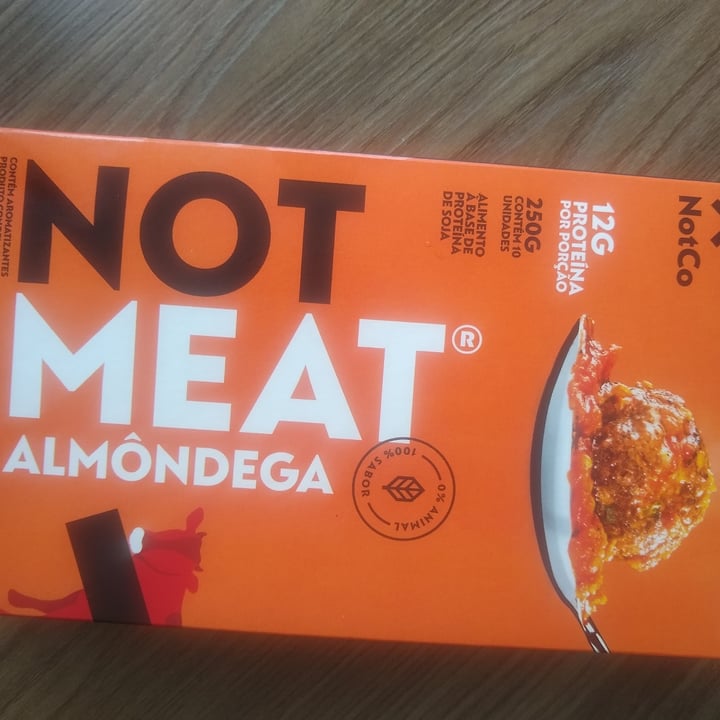 NotCo
12G
PROTEÍNA
POR PORÇÃO
250G
CONTÉM 10
UNIDADES
ALIMENTO
À BASE DE
PROTEÍNA
DE SOJA
NOT
MEAT®
ALMÔNDEGA
100% SABOR
0% ANIMAL
CONTÉM AROMATIZANTES